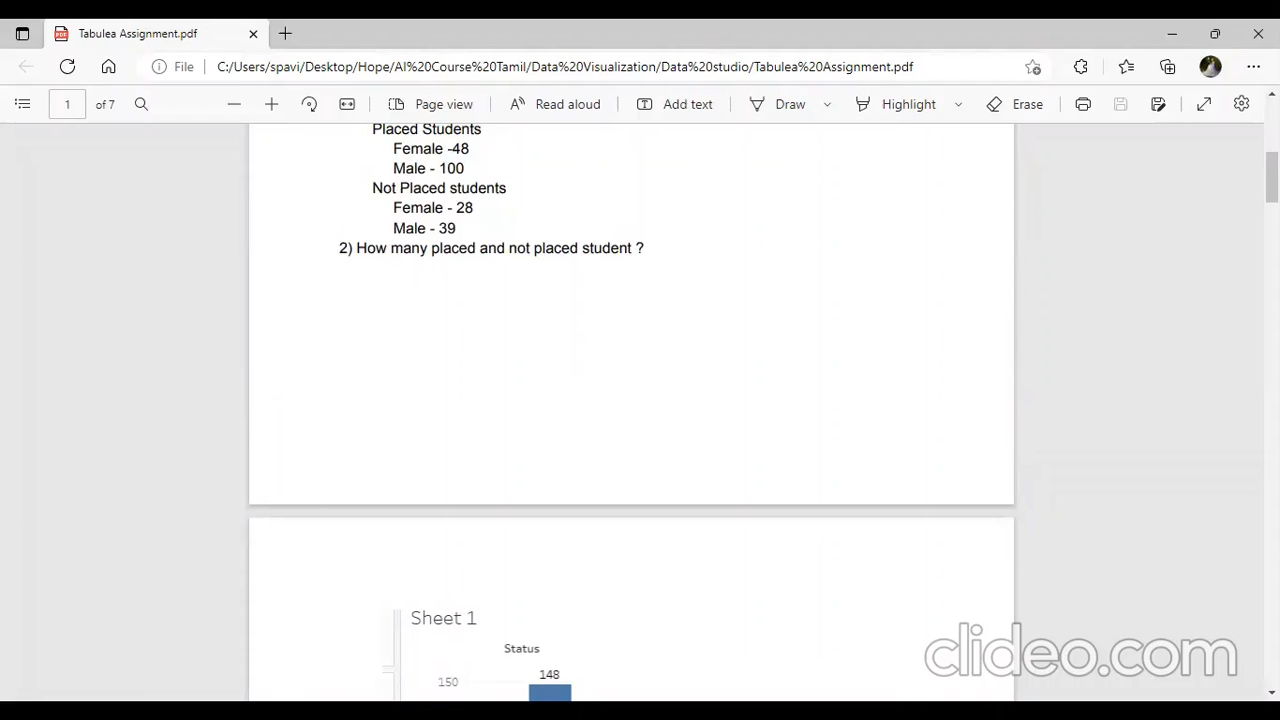 Tabulea Assignment.pdf
File C:/Users/spavi/Desktop/Hope/AI%20Course%20Tamil/Data%20Visualization/Data%20studio/Tabulea%20Assignment.pdf
1 of 7 Page view Read aloud Add text Draw Highlight Erase
Placed Students
Female -48
Male - 100
Not Placed students
Female - 28
Male - 39
2) How many placed and not placed student ?
Sheet 1
Status
148
150
clideo.com